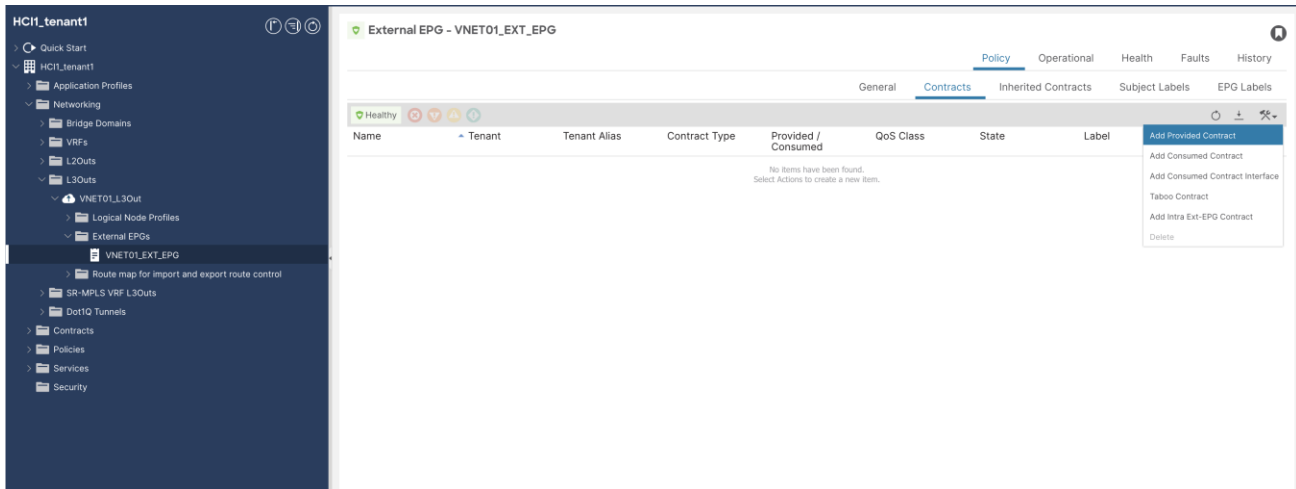 HCI1_tenant1
Quick Start
HCI1_tenant1
Application Profiles
Networking
Bridge Domains
VRFs
L2Outs
L3Outs
VNET01_L3Out
Logical Node Profiles
External EPGs
VNET01_EXT_EPG
Route map for import and export route control
SR-MPLS VRF L3Outs
Dot1Q Tunnels
Contracts
Policies
Services
Security
External EPG - VNET01_EXT_EPG
Policy Operational Health Faults History
General Contracts Inherited Contracts Subject Labels EPG Labels
Healthy
Name Tenant Tenant Alias Contract Type Provided / Consumed QoS Class State Label
No items have been found.
Select Actions to create a new item.
Add Provided Contract
Add Consumed Contract
Add Consumed Contract Interface
Taboo Contract
Add Intra Ext-EPG Contract
Delete